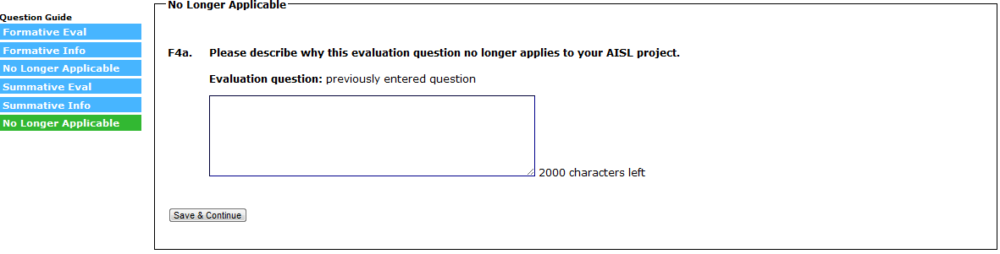 Question Guide
Formative Eval
Formative Info
No Longer Applicable
Summative Eval
Summative Info
No Longer Applicable
No Longer Applicable
F4a. Please describe why this evaluation question no longer applies to your AISL project.
Evaluation question: previously entered question
2000 characters left
Save & Continue